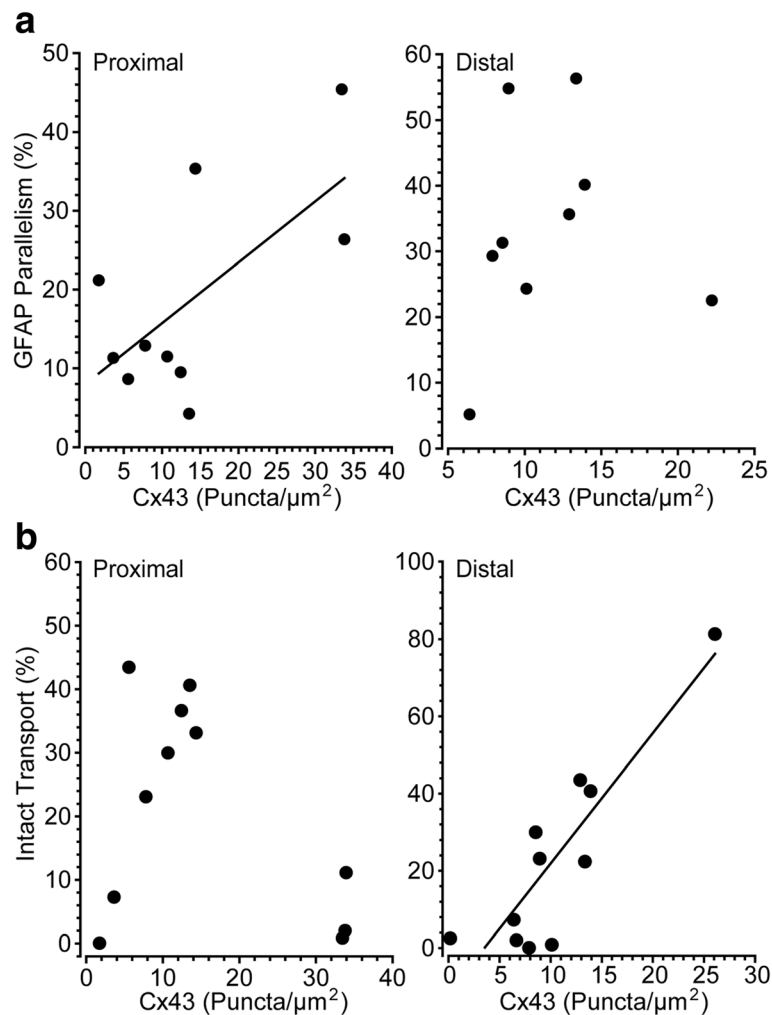 a
Proximal
Distal
GFAP Parallelism (%)
50
40
30
20
10
0
0 5 10 15 20 25 30 35 40
Cx43 (Puncta/µm²)
60
50
40
30
20
10
0
5 10 15 20 25
Cx43 (Puncta/µm²)
b
Proximal
Distal
Intact Transport (%)
60
50
40
30
20
10
0
0 10 20 30 40
Cx43 (Puncta/µm²)
100
80
60
40
20
0
0 5 10 15 20 25 30
Cx43 (Puncta/µm²)